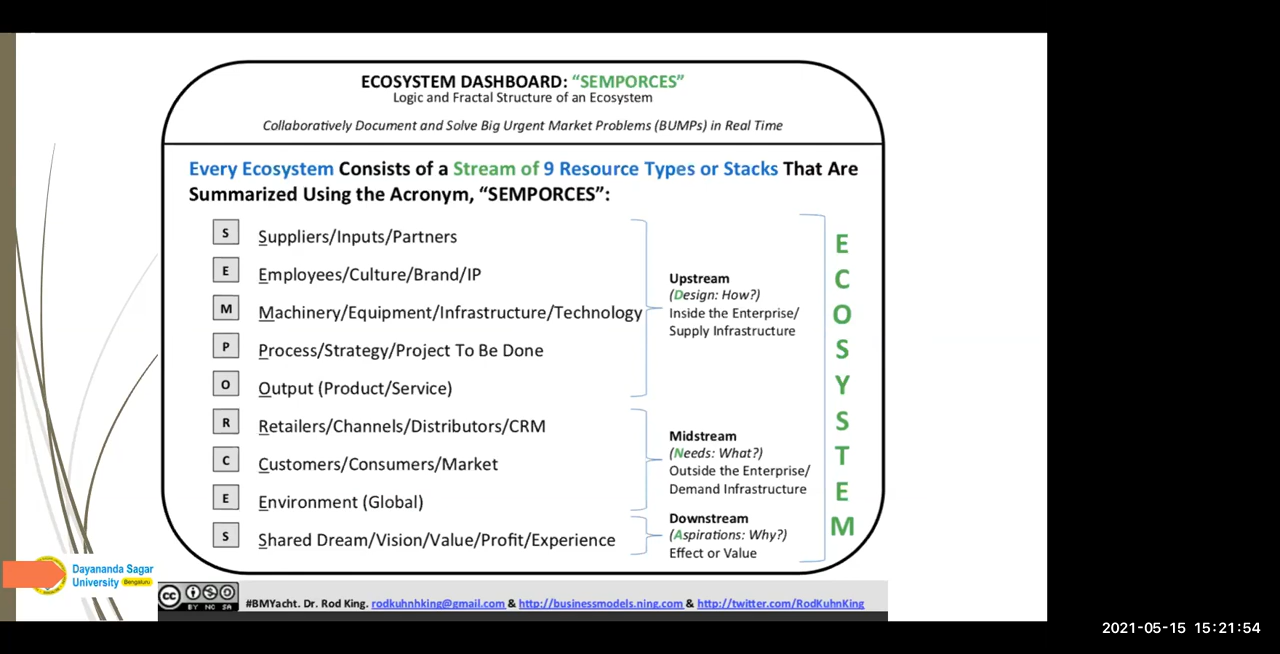 ECOSYSTEM DASHBOARD: “SEMPORCES”
Logic and Fractal Structure of an Ecosystem
Collaboratively Document and Solve Big Urgent Market Problems (BUMPs) in Real Time
Every Ecosystem Consists of a Stream of 9 Resource Types or Stacks That Are
Summarized Using the Acronym, “SEMPORCES”:
S Suppliers/Inputs/Partners
E Employees/Culture/Brand/IP
M Machinery/Equipment/Infrastructure/Technology
P Process/Strategy/Project To Be Done
O Output (Product/Service)
R Retailers/Channels/Distributors/CRM
C Customers/Consumers/Market
E Environment (Global)
S Shared Dream/Vision/Value/Profit/Experience
Upstream
(Design: How?)
Inside the Enterprise/
Supply Infrastructure
Midstream
(Needs: What?)
Outside the Enterprise/
Demand Infrastructure
Downstream
(Aspirations: Why?)
Effect or Value
E
C
O
S
Y
S
T
E
M
Dayananda Sagar
University Bengaluru
CC BY NC SA
#BMYacht. Dr. Rod King. rodkuhnhking@gmail.com & http://businessmodels.ning.com & http://twitter.com/RodKuhnKing
2021-05-15 15:21:54